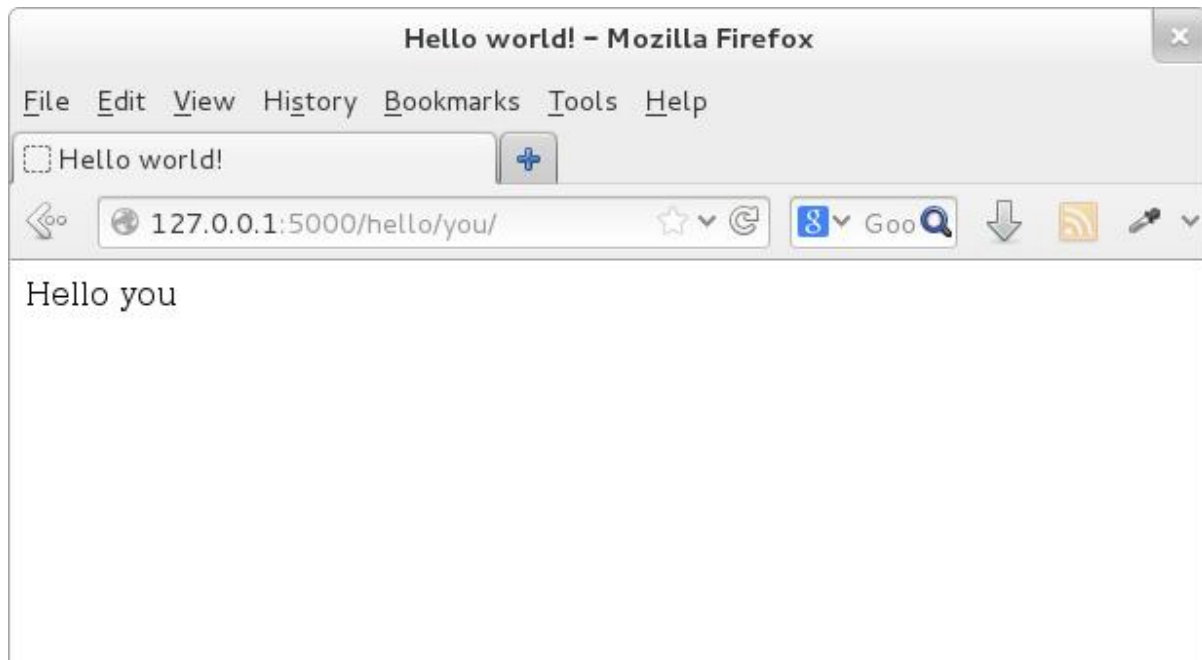 Hello world! – Mozilla Firefox
File Edit View History Bookmarks Tools Help
Hello world!
127.0.0.1:5000/hello/you/ 8 Goo
Hello you